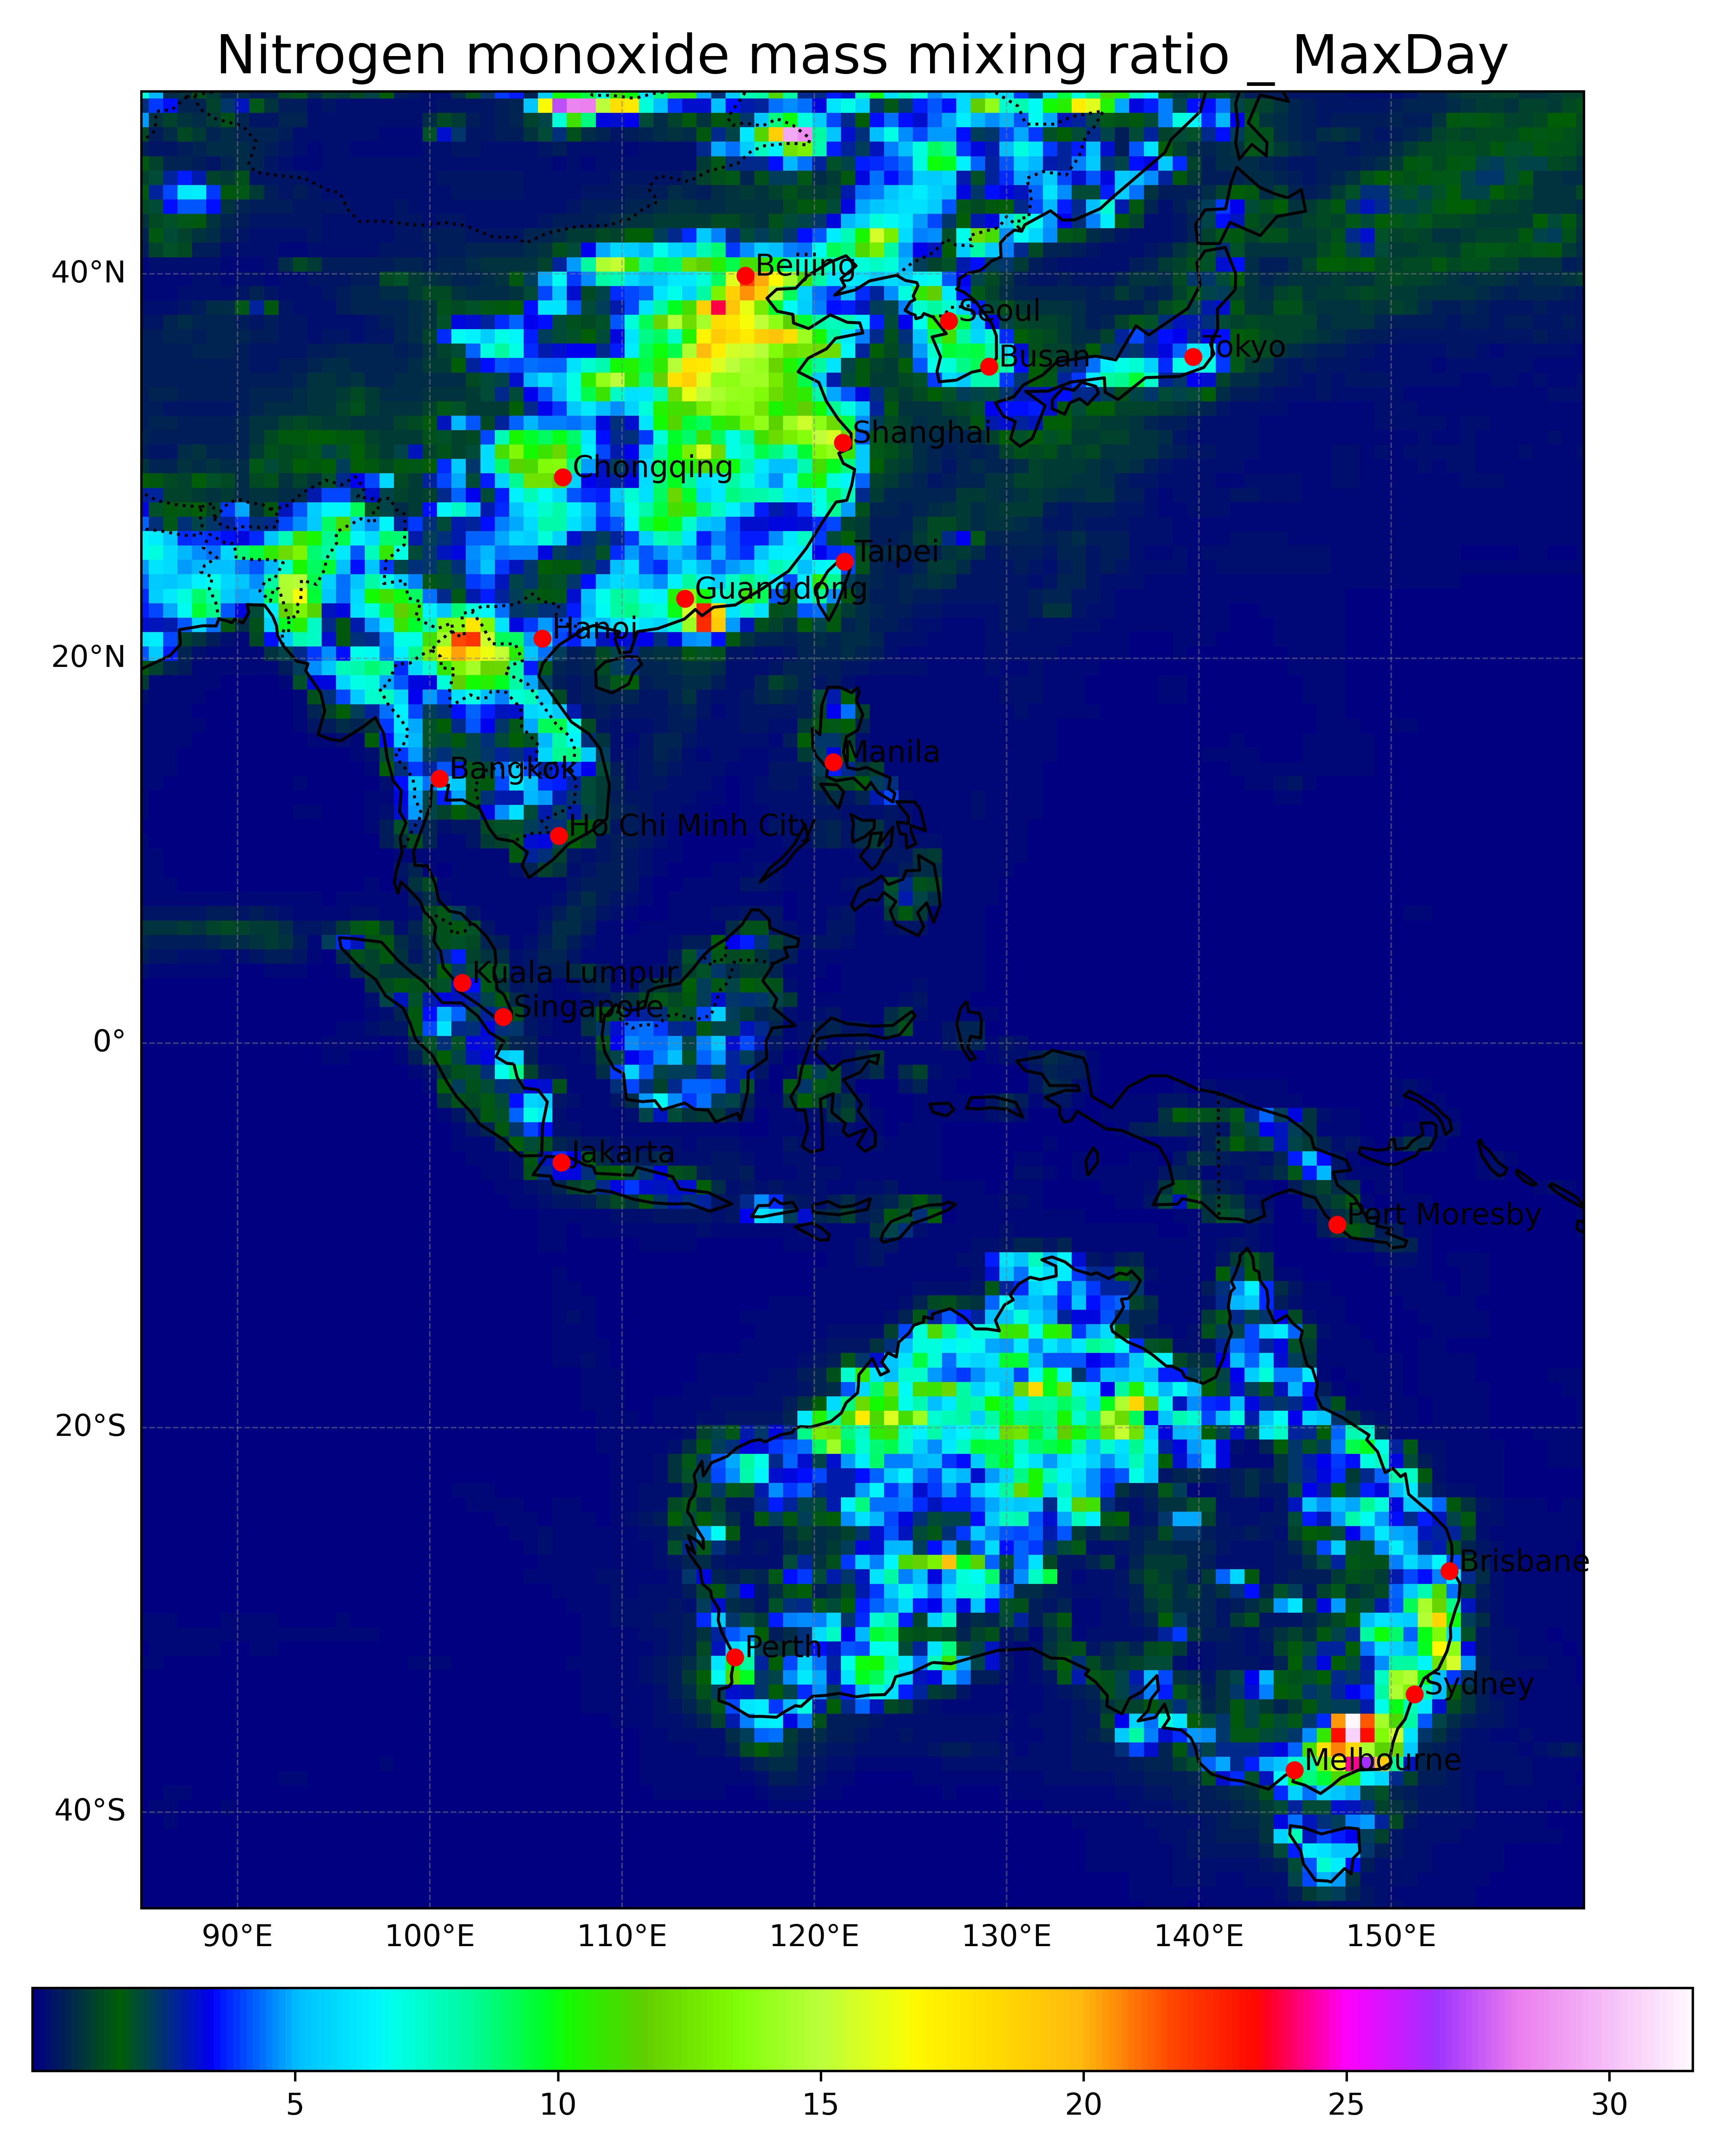 Nitrogen monoxide mass mixing ratio _ MaxDay
40°N
Beijing
Seoul
Busan
Tokyo
Shanghai
Chongqing
Taipei
Guangdong
Hanoi
20°N
Manila
Bangkok
Ho Chi Minh City
Kuala Lumpur
Singapore
0°
Jakarta
Port Moresby
20°S
Brisbane
Perth
Sydney
Melbourne
40°S
90°E 100°E 110°E 120°E 130°E 140°E 150°E
5 10 15 20 25 30